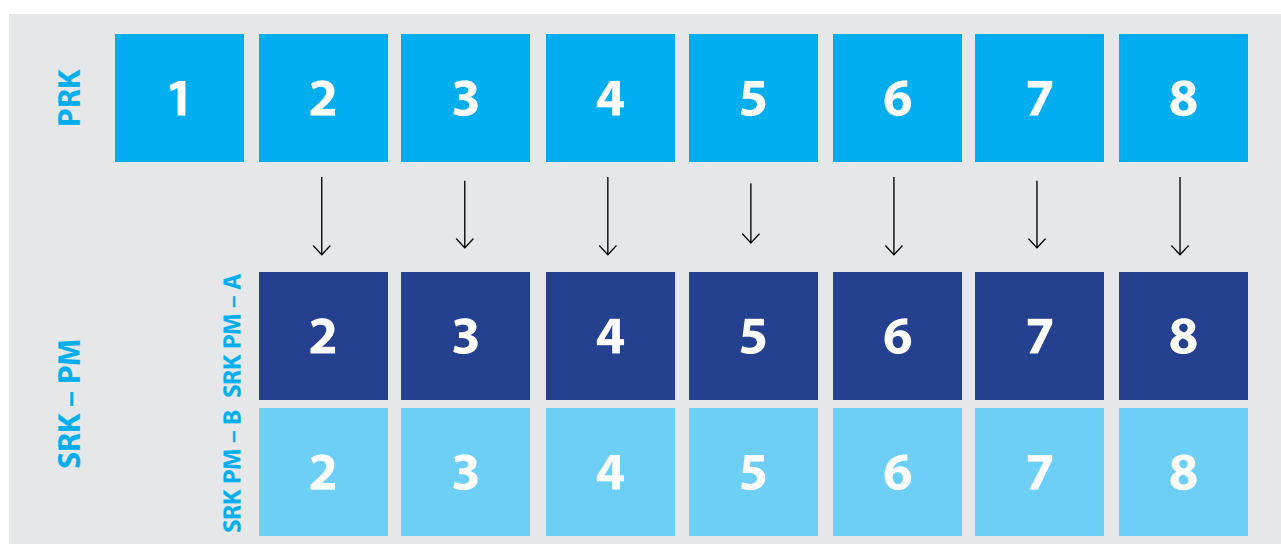 PRK
1 2 3 4 5 6 7 8
SRK – PM
SRK PM – A
2 3 4 5 6 7 8
SRK PM – B
2 3 4 5 6 7 8